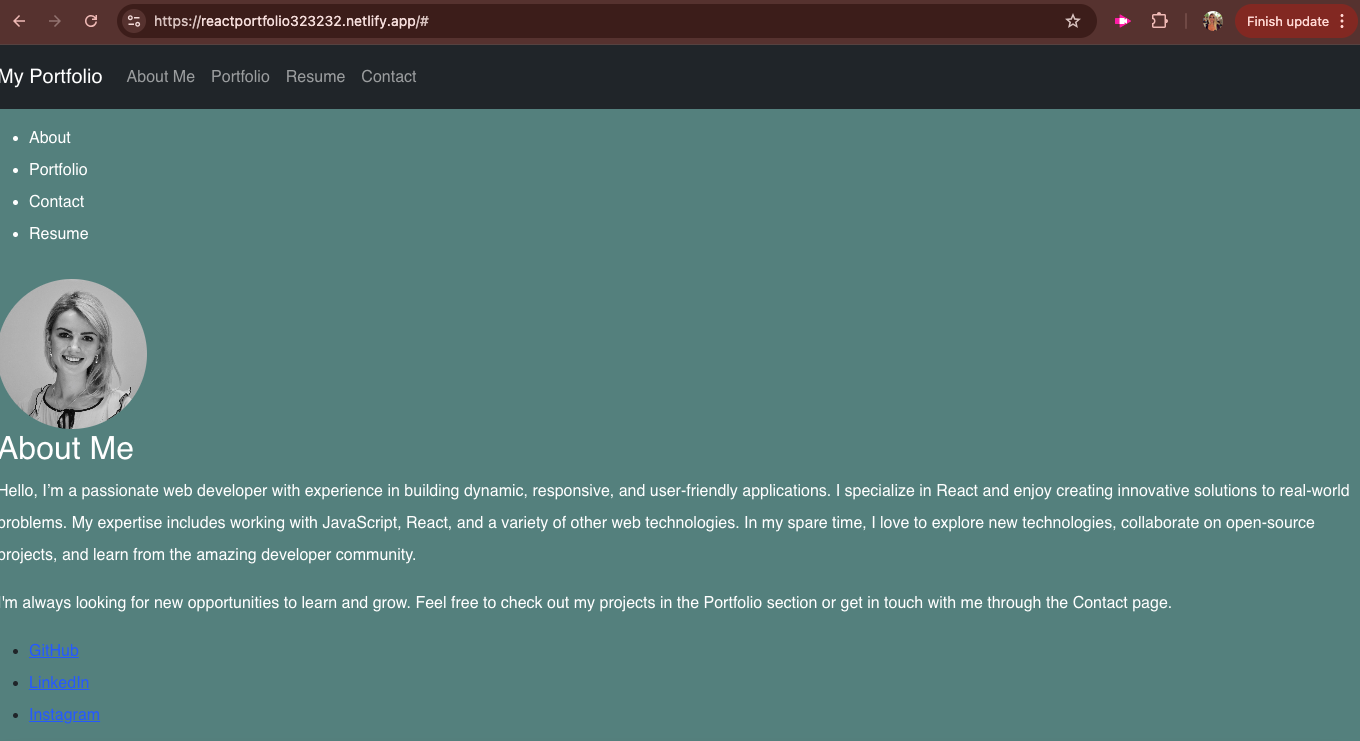 https://reactportfolio323232.netlify.app/#
Finish update
My Portfolio About Me Portfolio Resume Contact
About
Portfolio
Contact
Resume
About Me
Hello, I’m a passionate web developer with experience in building dynamic, responsive, and user-friendly applications. I specialize in React and enjoy creating innovative solutions to real-world
problems. My expertise includes working with JavaScript, React, and a variety of other web technologies. In my spare time, I love to explore new technologies, collaborate on open-source
projects, and learn from the amazing developer community.
I'm always looking for new opportunities to learn and grow. Feel free to check out my projects in the Portfolio section or get in touch with me through the Contact page.
GitHub
LinkedIn
Instagram